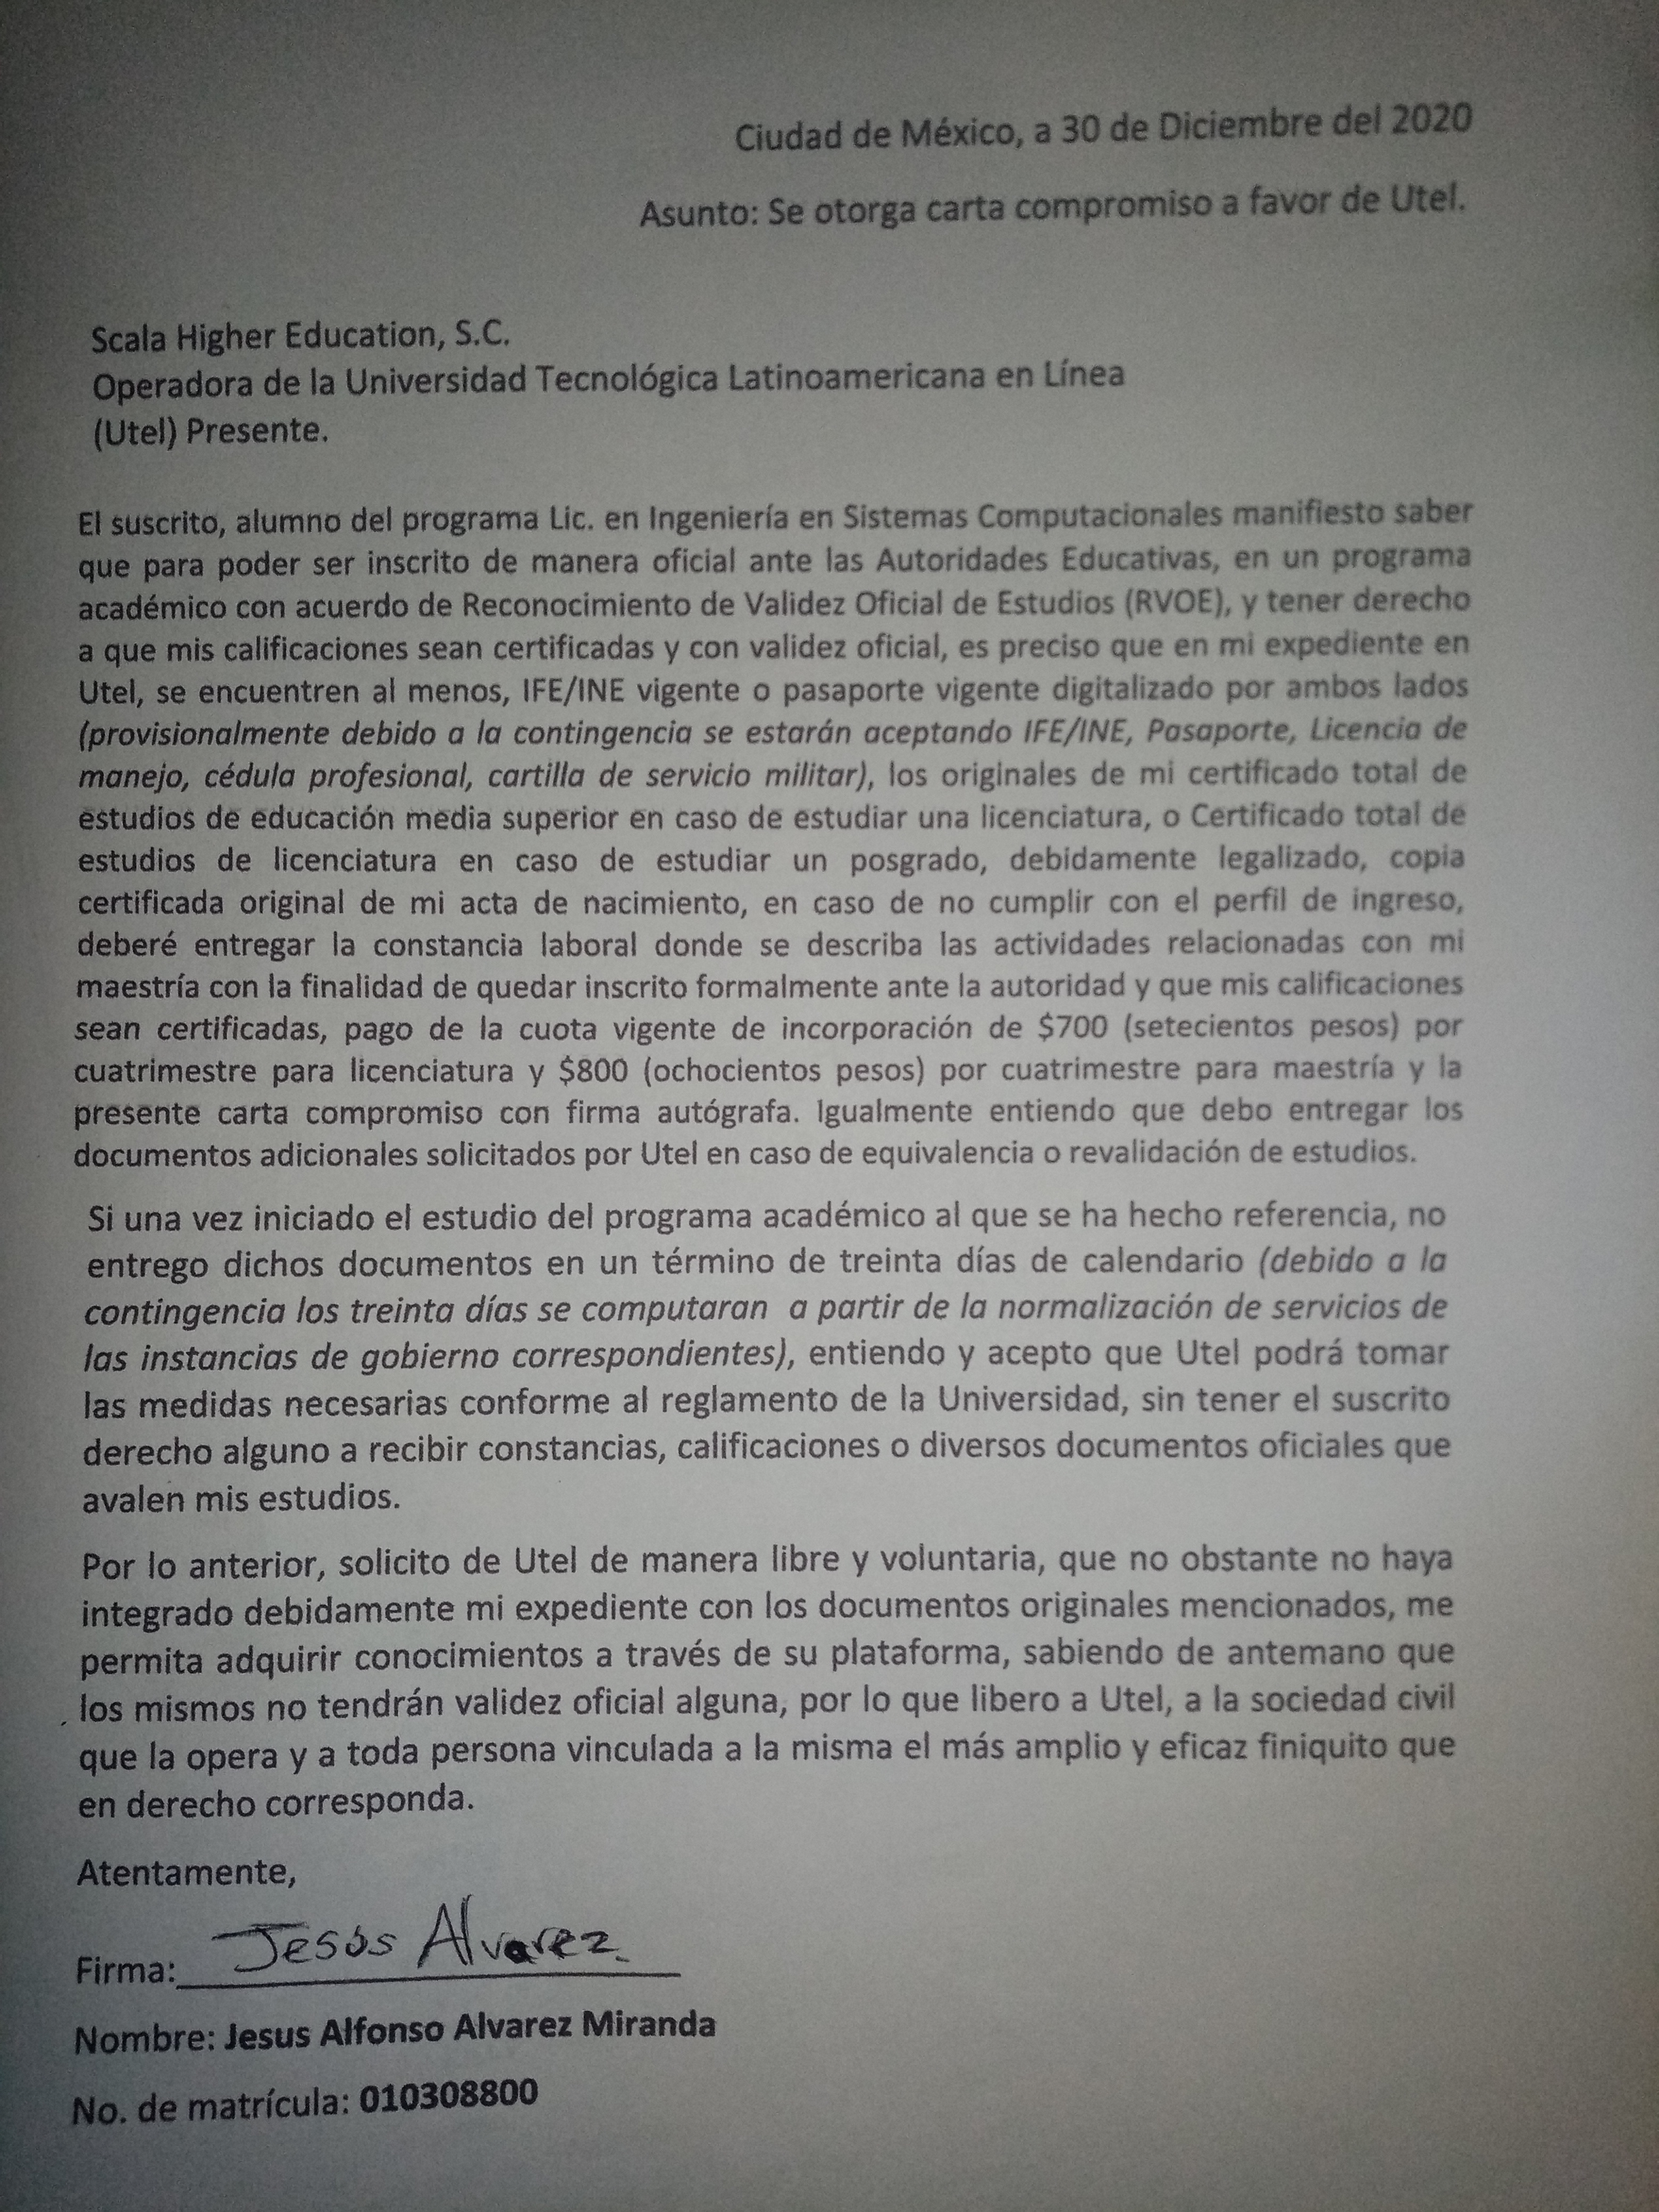 Ciudad de México, a 30 de Diciembre del 2020
Asunto: Se otorga carta compromiso a favor de Utel.
Scala Higher Education, S.C.
Operadora de la Universidad Tecnológica Latinoamericana en Línea
(Utel) Presente.
El suscrito, alumno del programa Lic. en Ingeniería en Sistemas Computacionales manifiesto saber
que para poder ser inscrito de manera oficial ante las Autoridades Educativas, en un programa
académico con acuerdo de Reconocimiento de Validez Oficial de Estudios (RVOE), y tener derecho
a que mis calificaciones sean certificadas y con validez oficial, es preciso que en mi expediente en
Utel, se encuentren al menos, IFE/INE vigente o pasaporte vigente digitalizado por ambos lados
(provisionalmente debido a la contingencia se estarán aceptando IFE/INE, Pasaporte, Licencia de
manejo, cédula profesional, cartilla de servicio militar), los originales de mi certificado total de
estudios de educación media superior en caso de estudiar una licenciatura, o Certificado total de
estudios de licenciatura en caso de estudiar un posgrado, debidamente legalizado, copia
certificada original de mi acta de nacimiento, en caso de no cumplir con el perfil de ingreso,
deberé entregar la constancia laboral donde se describa las actividades relacionadas con mi
maestría con la finalidad de quedar inscrito formalmente ante la autoridad y que mis calificaciones
sean certificadas, pago de la cuota vigente de incorporación de $700 (setecientos pesos) por
cuatrimestre para licenciatura y $800 (ochocientos pesos) por cuatrimestre para maestría y la
presente carta compromiso con firma autógrafa. Igualmente entiendo que debo entregar los
documentos adicionales solicitados por Utel en caso de equivalencia o revalidación de estudios.
Si una vez iniciado el estudio del programa académico al que se ha hecho referencia, no
entrego dichos documentos en un término de treinta días de calendario (debido a la
contingencia los treinta días se computaran a partir de la normalización de servicios de
las instancias de gobierno correspondientes), entiendo y acepto que Utel podrá tomar
las medidas necesarias conforme al reglamento de la Universidad, sin tener el suscrito
derecho alguno a recibir constancias, calificaciones o diversos documentos oficiales que
avalen mis estudios.
Por lo anterior, solicito de Utel de manera libre y voluntaria, que no obstante no haya
integrado debidamente mi expediente con los documentos originales mencionados, me
permita adquirir conocimientos a través de su plataforma, sabiendo de antemano que
los mismos no tendrán validez oficial alguna, por lo que libero a Utel, a la sociedad civil
que la opera y a toda persona vinculada a la misma el más amplio y eficaz finiquito que
en derecho corresponda.
Atentamente,
Firma: Jesús Alvarez
Nombre: Jesus Alfonso Alvarez Miranda
No. de matrícula: 010308800